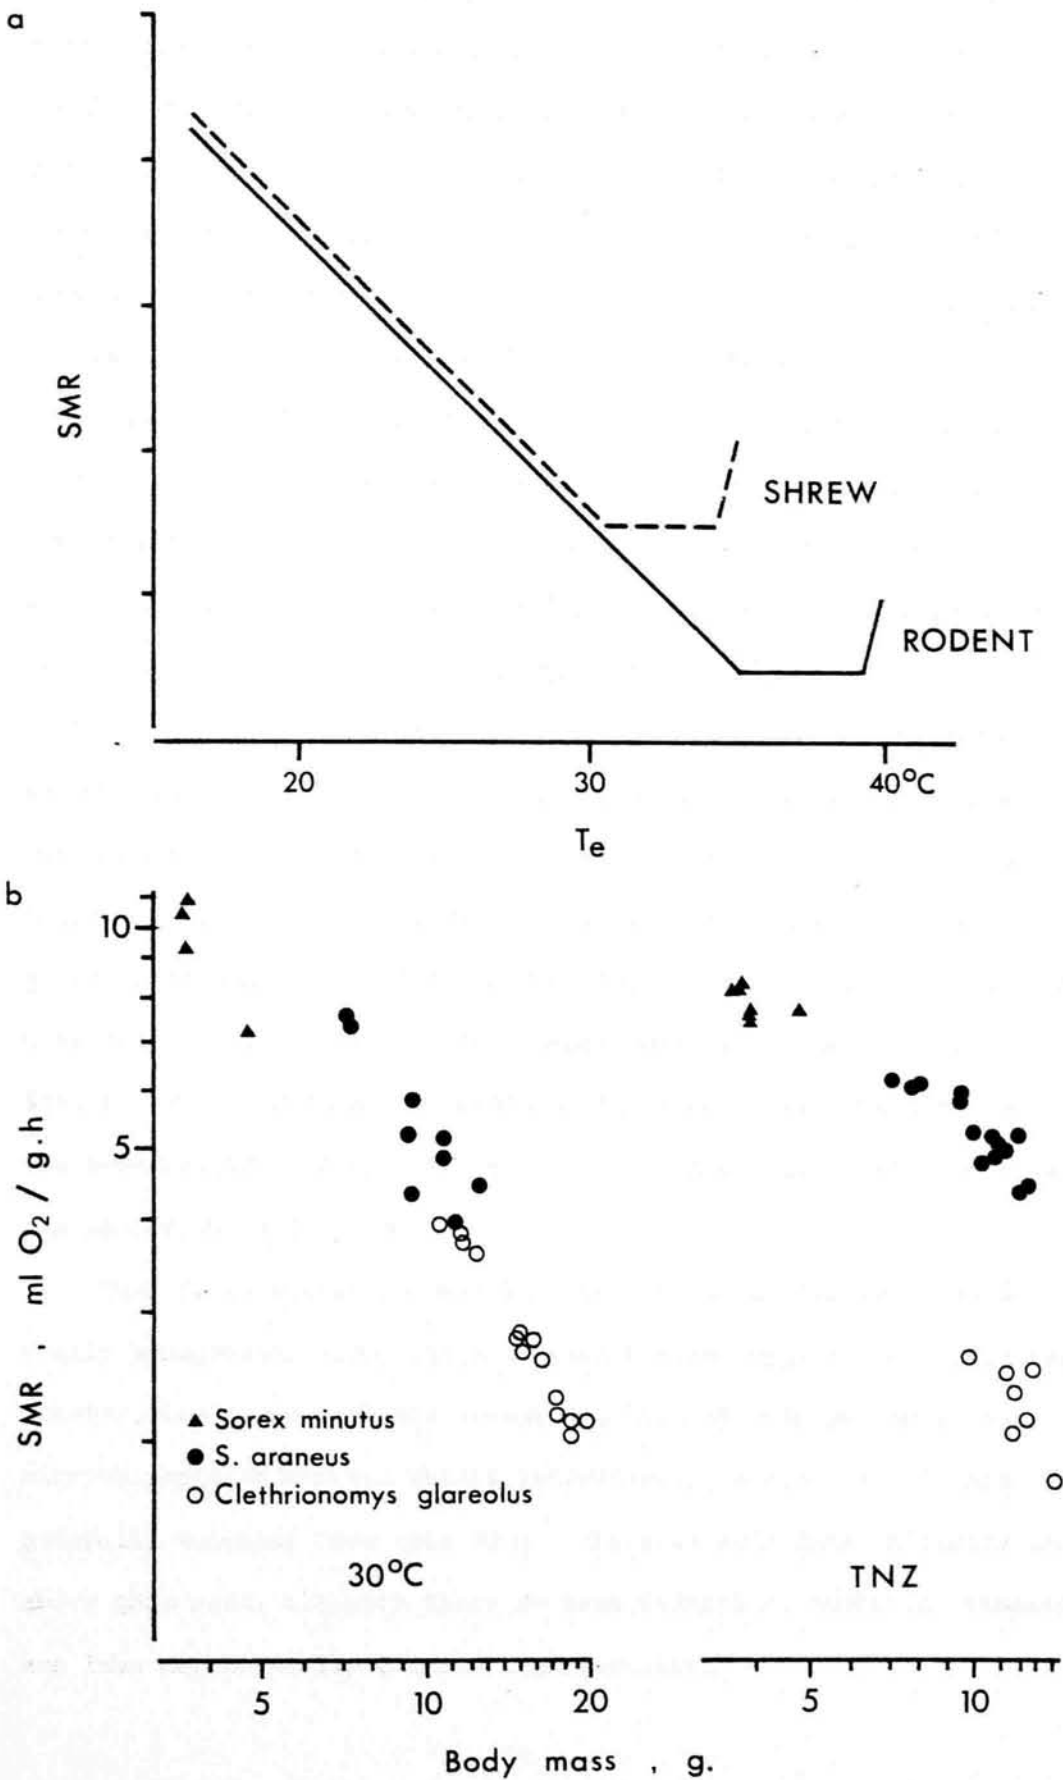 a
SMR
SHREW
RODENT
20 30 40°C
Te
b
10
5
SMR - ml O2 / g.h
▲ Sorex minutus
● S. araneus
○ Clethrionomys glareolus
30°C TNZ
5 10 20 5 10
Body mass , g.